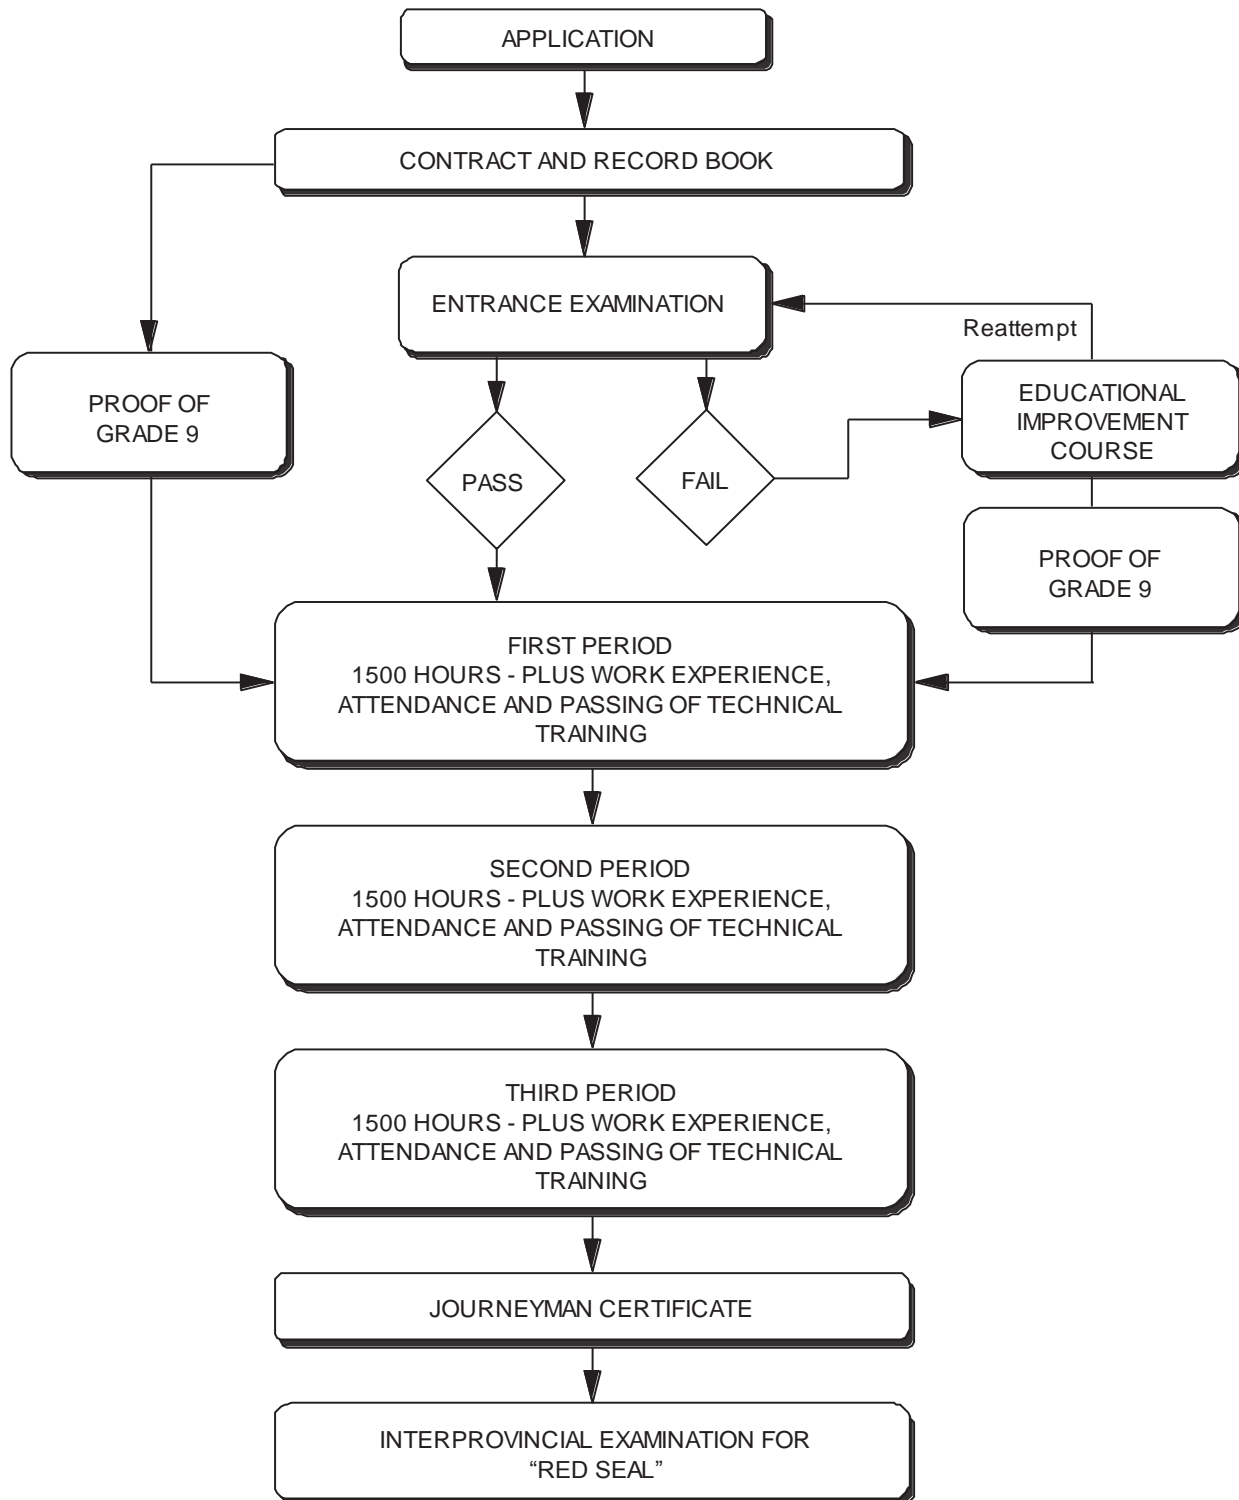 APPLICATION
CONTRACT AND RECORD BOOK
ENTRANCE EXAMINATION
Reattempt
PROOF OF
GRADE 9
PASS
FAIL
EDUCATIONAL
IMPROVEMENT
COURSE
PROOF OF
GRADE 9
FIRST PERIOD
1500 HOURS - PLUS WORK EXPERIENCE,
ATTENDANCE AND PASSING OF TECHNICAL
TRAINING
SECOND PERIOD
1500 HOURS - PLUS WORK EXPERIENCE,
ATTENDANCE AND PASSING OF TECHNICAL
TRAINING
THIRD PERIOD
1500 HOURS - PLUS WORK EXPERIENCE,
ATTENDANCE AND PASSING OF TECHNICAL
TRAINING
JOURNEYMAN CERTIFICATE
INTERPROVINCIAL EXAMINATION FOR
“RED SEAL”